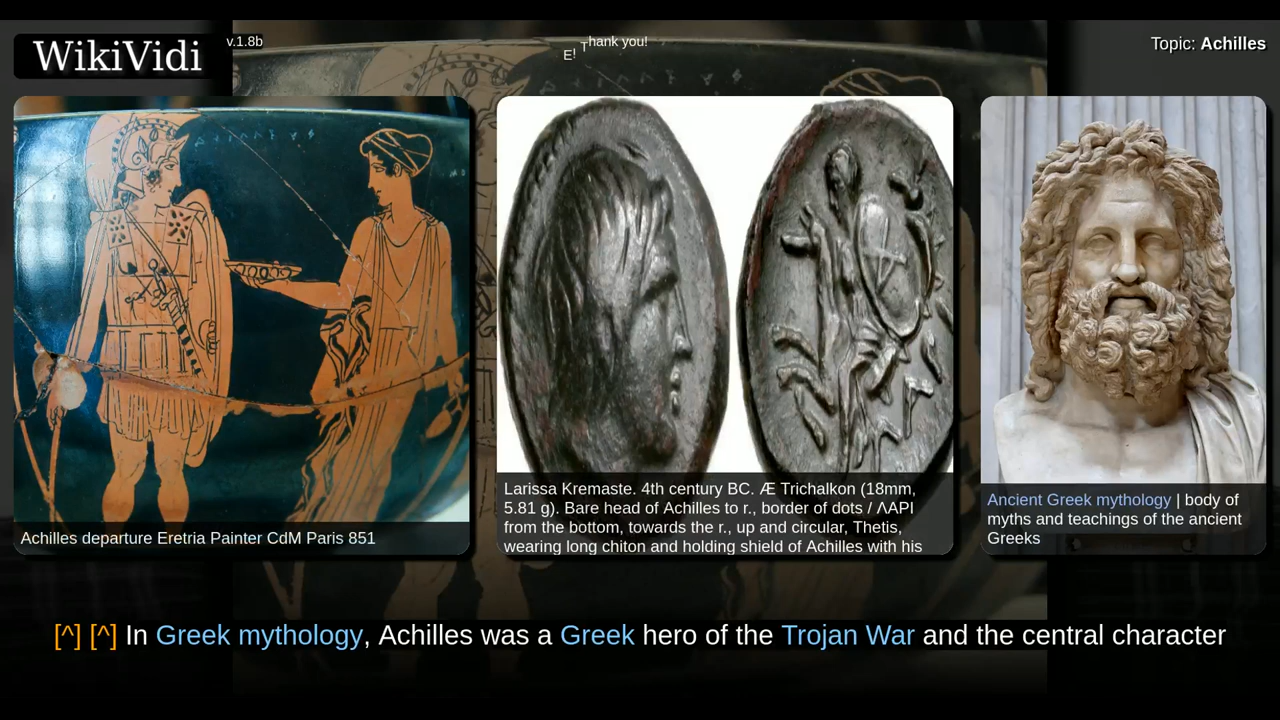 WikiVidi
v.1.8b
E! Thank you!
Topic: Achilles
Achilles departure Eretria Painter CdM Paris 851
Larissa Kremaste. 4th century BC. Æ Trichalkon (18mm,
5.81 g). Bare head of Achilles to r., border of dots / ΛΑΡΙ
from the bottom, towards the r., up and circular, Thetis,
wearing long chiton and holding shield of Achilles with his
Ancient Greek mythology | body of
myths and teachings of the ancient
Greeks
[^] [^] In Greek mythology, Achilles was a Greek hero of the Trojan War and the central character